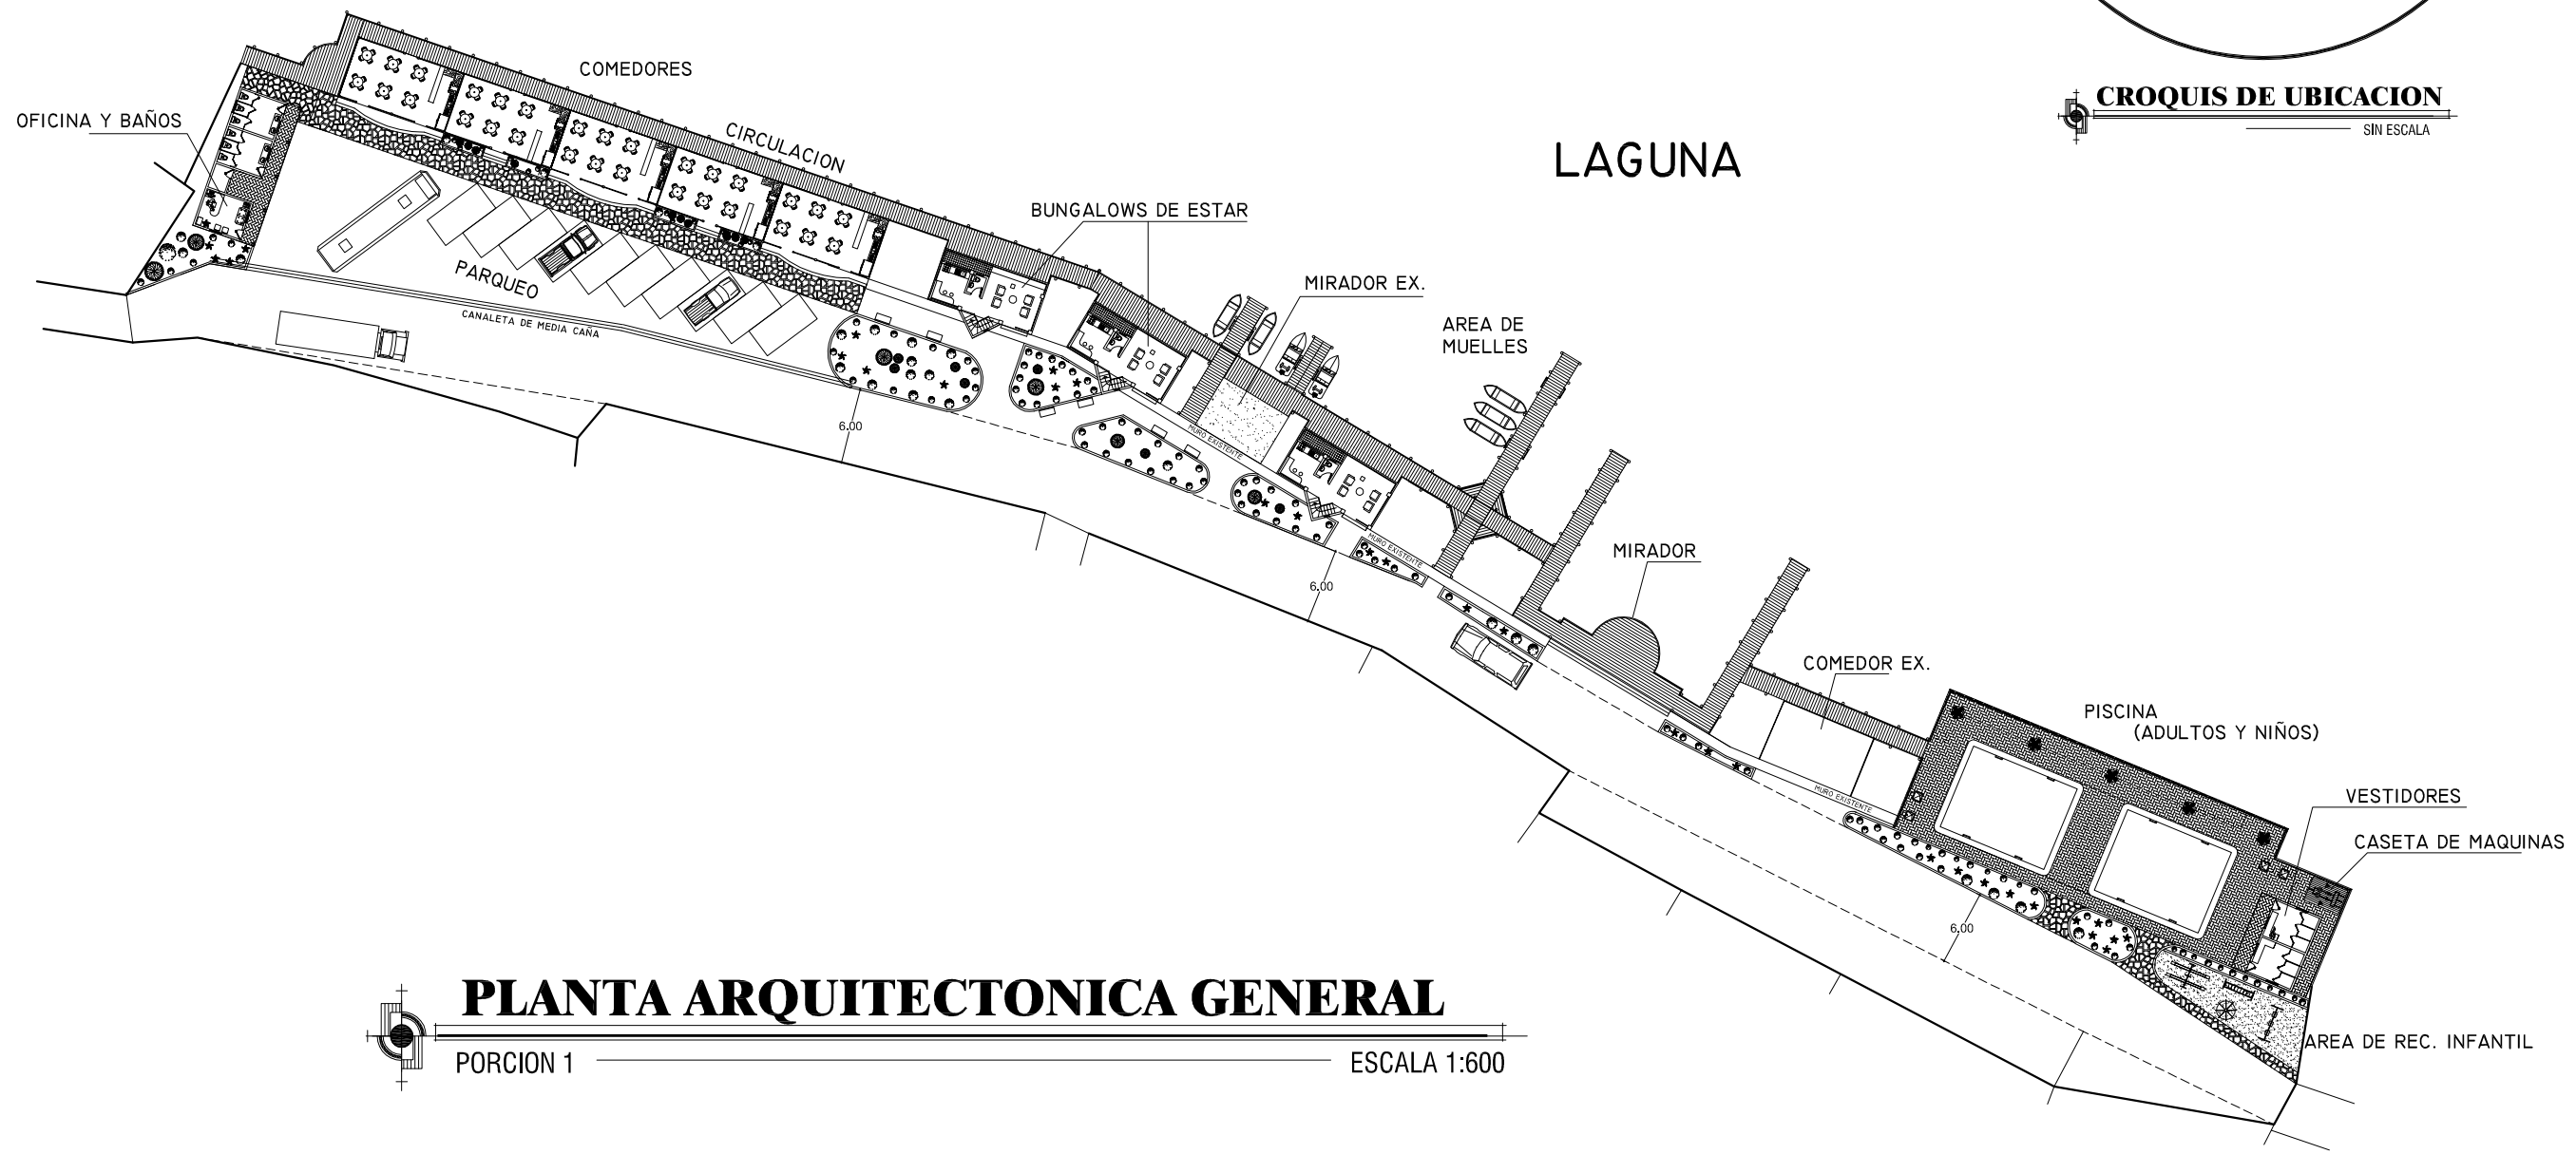 CROQUIS DE UBICACION
SIN ESCALA
COMEDORES
OFICINA Y BAÑOS
CIRCULACION
LAGUNA
BUNGALOWS DE ESTAR
PARQUEO
CANALETA DE MEDIA CAÑA
MIRADOR EX.
AREA DE
MUELLES
6.00
MURO EXISTENTE
MURO EXISTENTE
6.00
MIRADOR
COMEDOR EX.
MURO EXISTENTE
PISCINA
(ADULTOS Y NIÑOS)
VESTIDORES
CASETA DE MAQUINAS
6.00
AREA DE REC. INFANTIL
PLANTA ARQUITECTONICA GENERAL
PORCION 1
ESCALA 1:600